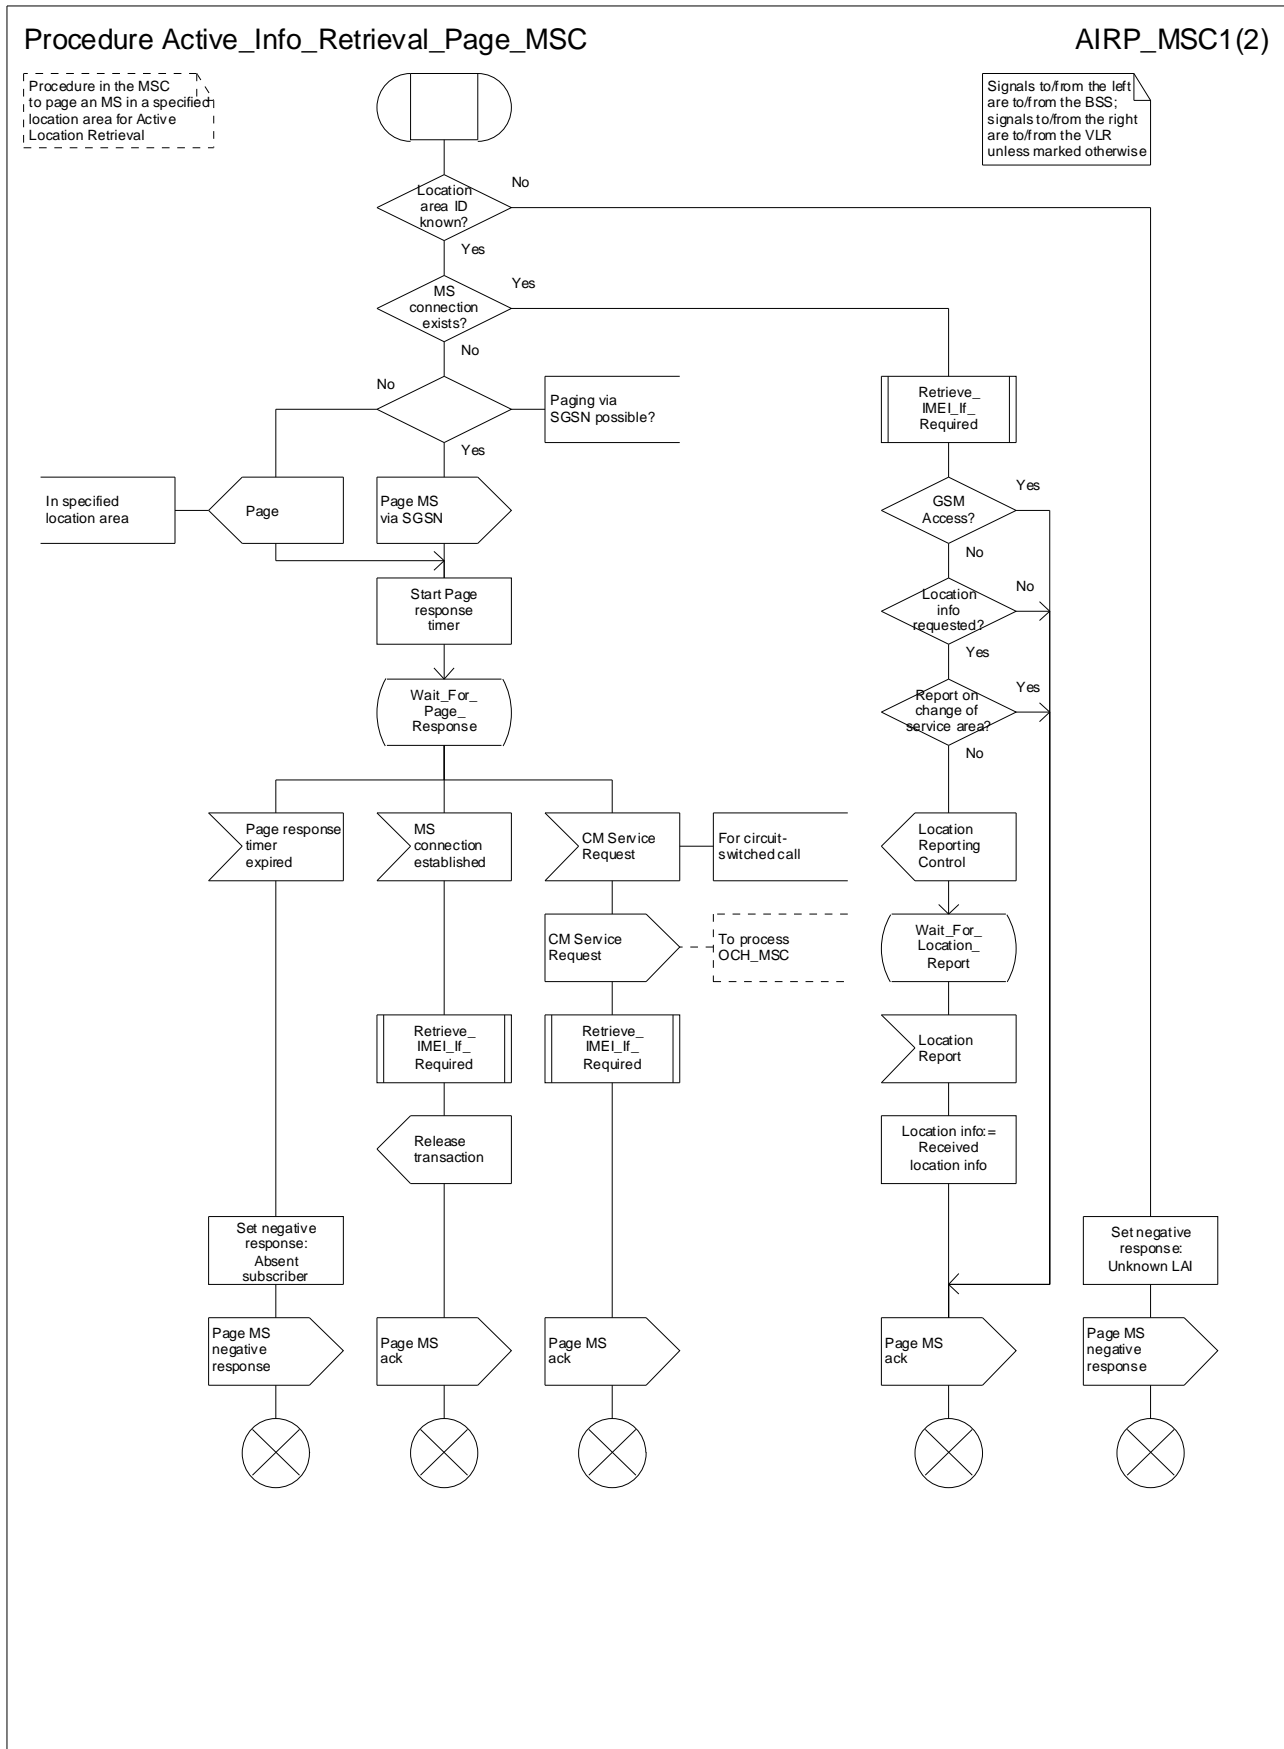 Procedure Active_Info_Retrieval_Page_MSC
AIRP_MSC1(2)
Procedure in the MSC
to page an MS in a specified
location area for Active
Location Retrieval
Signals to/from the left
are to/from the BSS;
signals to/from the right
are to/from the VLR
unless marked otherwise
Location
area ID
known?
No
Yes
MS
connection
exists?
Yes
No
No
Paging via
SGSN possible?
Yes
Retrieve_
IMEI_If_
Required
In specified
location area
Page
Page MS
via SGSN
GSM
Access?
Yes
No
Start Page
response
timer
Location
info
requested?
No
Yes
Wait_For_
Page_
Response
Report on
change of
service area?
Yes
No
Page response
timer
expired
MS
connection
established
CM Service
Request
For circuit-
switched call
Location
Reporting
Control
CM Service
Request
To process
OCH_MSC
Wait_For_
Location_
Report
Retrieve_
IMEI_If_
Required
Retrieve_
IMEI_If_
Required
Location
Report
Release
transaction
Location info:=
Received
location info
Set negative
response:
Absent
subscriber
Set negative
response:
Unknown LAI
Page MS
negative
response
Page MS
ack
Page MS
ack
Page MS
ack
Page MS
negative
response